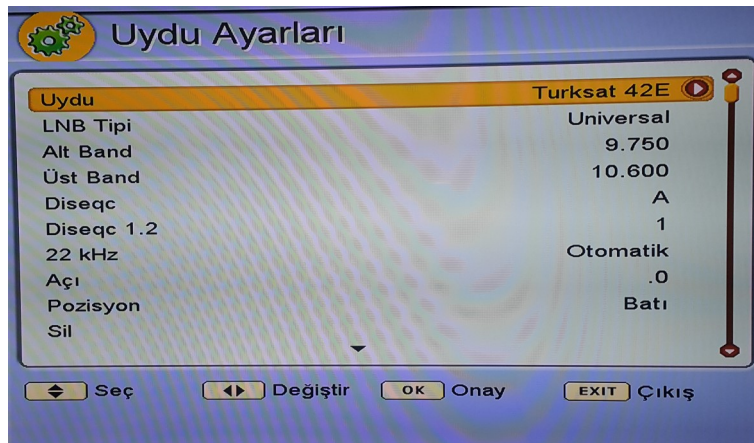 Uydu Ayarları
Uydu Turksat 42E
LNB Tipi Universal
Alt Band 9.750
Üst Band 10.600
Diseqc A
Diseqc 1.2 1
22 kHz Otomatik
Açı .0
Pozisyon Batı
Sil
Seç Değiştir OK Onay EXIT Çıkış